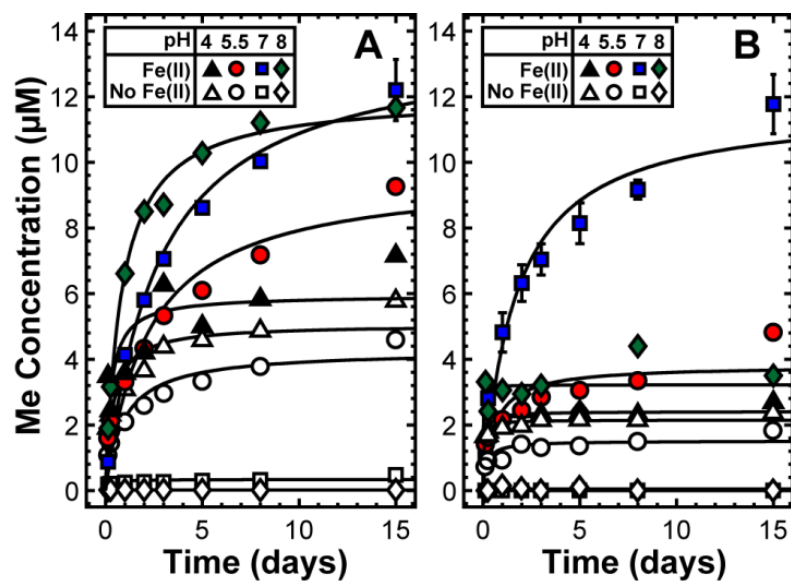 pH 4 5.5 7 8
Fe(II)
No Fe(II)
A
pH 4 5.5 7 8
Fe(II)
No Fe(II)
B
Me Concentration (µM)
14
12
10
8
6
4
2
0
14
12
10
8
6
4
2
0
0 5 10 15
0 5 10 15
Time (days)
Time (days)